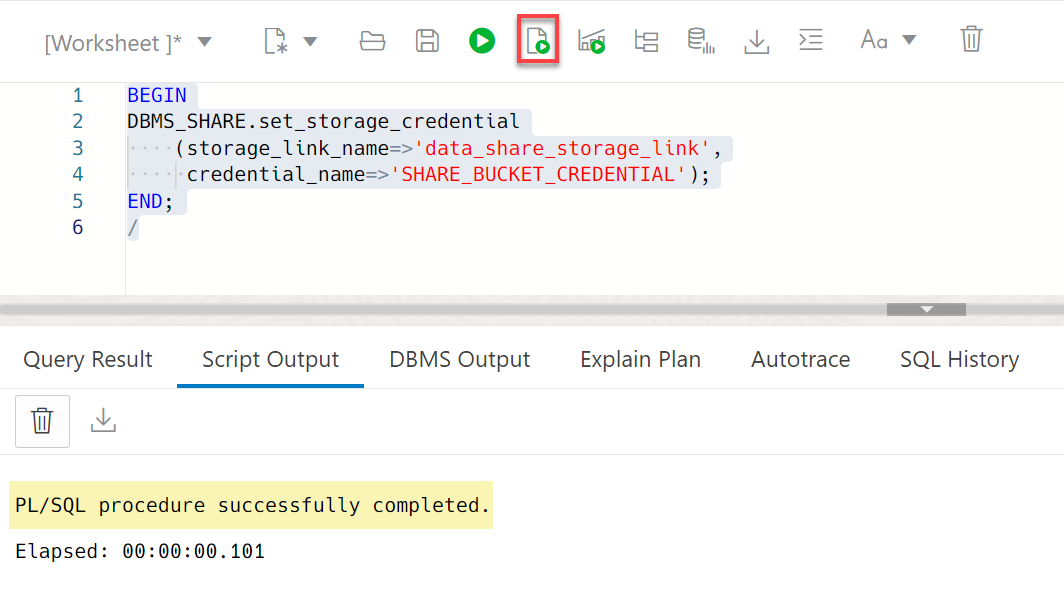 [Worksheet ]*
Aa
1 BEGIN
2 DBMS_SHARE.set_storage_credential
3 (storage_link_name=>'data_share_storage_link',
4 credential_name=>'SHARE_BUCKET_CREDENTIAL');
5 END;
6 /
Query Result Script Output DBMS Output Explain Plan Autotrace SQL History
PL/SQL procedure successfully completed.
Elapsed: 00:00:00.101